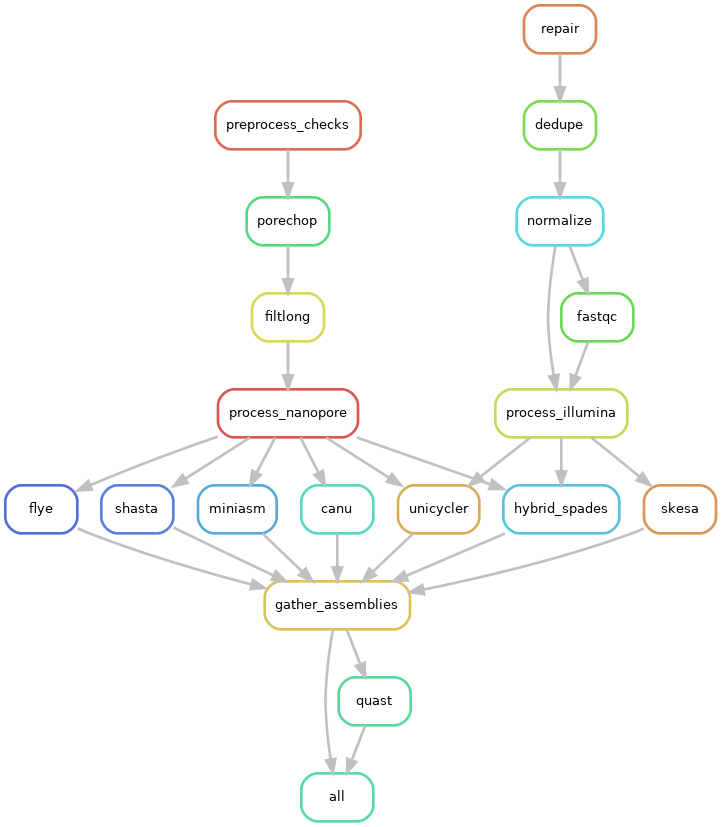 repair
preprocess_checks
dedupe
porechop
normalize
filtlong
fastqc
process_nanopore
process_illumina
flye
shasta
miniasm
canu
unicycler
hybrid_spades
skesa
gather_assemblies
quast
all